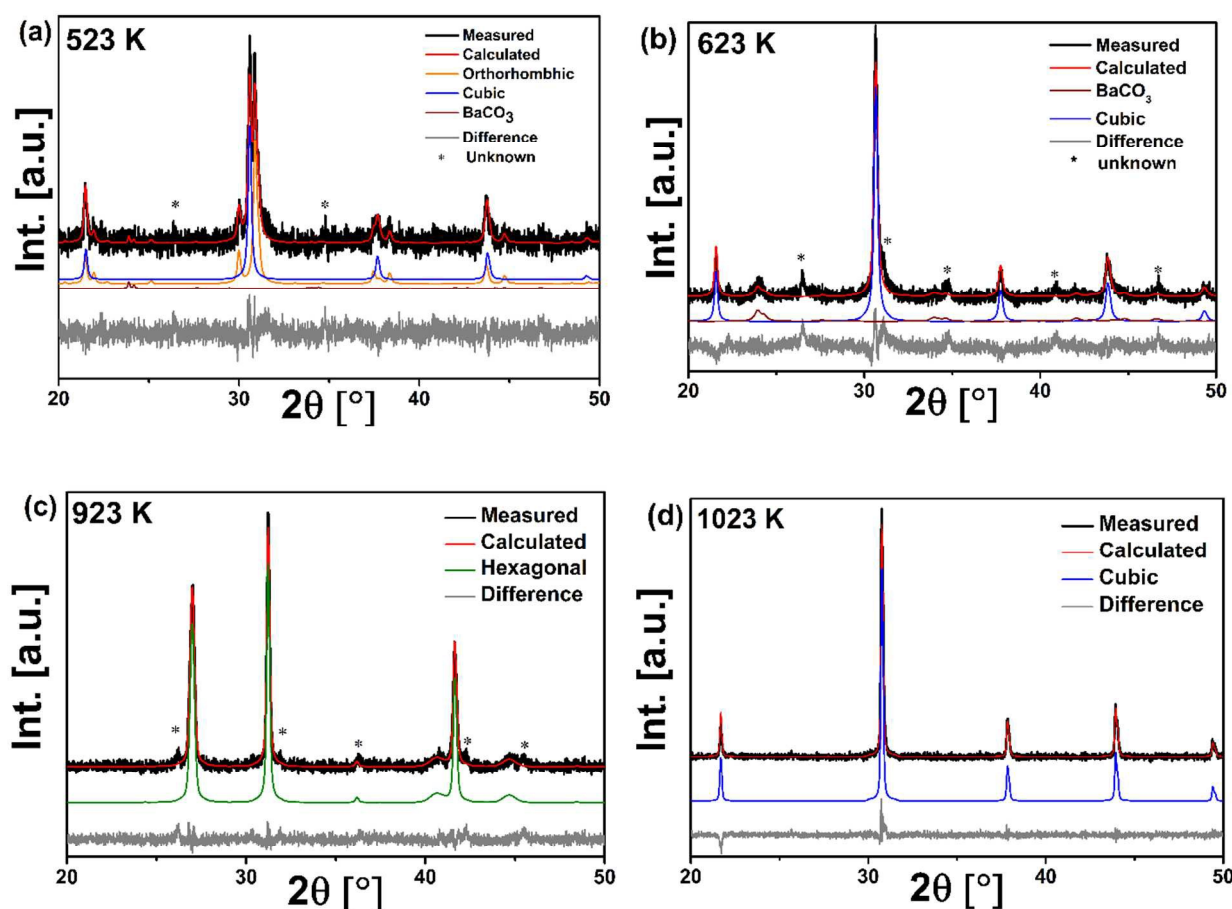 (a) 523 K
Measured
Calculated
Orthorhombhic
Cubic
BaCO3
Difference
* Unknown
* *
Int. [a.u.]
20 30 40 50
2θ [°]
(b) 623 K
Measured
Calculated
BaCO3
Cubic
Difference
* unknown
* * * * *
Int. [a.u.]
20 30 40 50
2θ [°]
(c) 923 K
Measured
Calculated
Hexagonal
Difference
* * * * *
Int. [a.u.]
20 30 40 50
2θ [°]
(d) 1023 K
Measured
Calculated
Cubic
Difference
Int. [a.u.]
20 30 40 50
2θ [°]